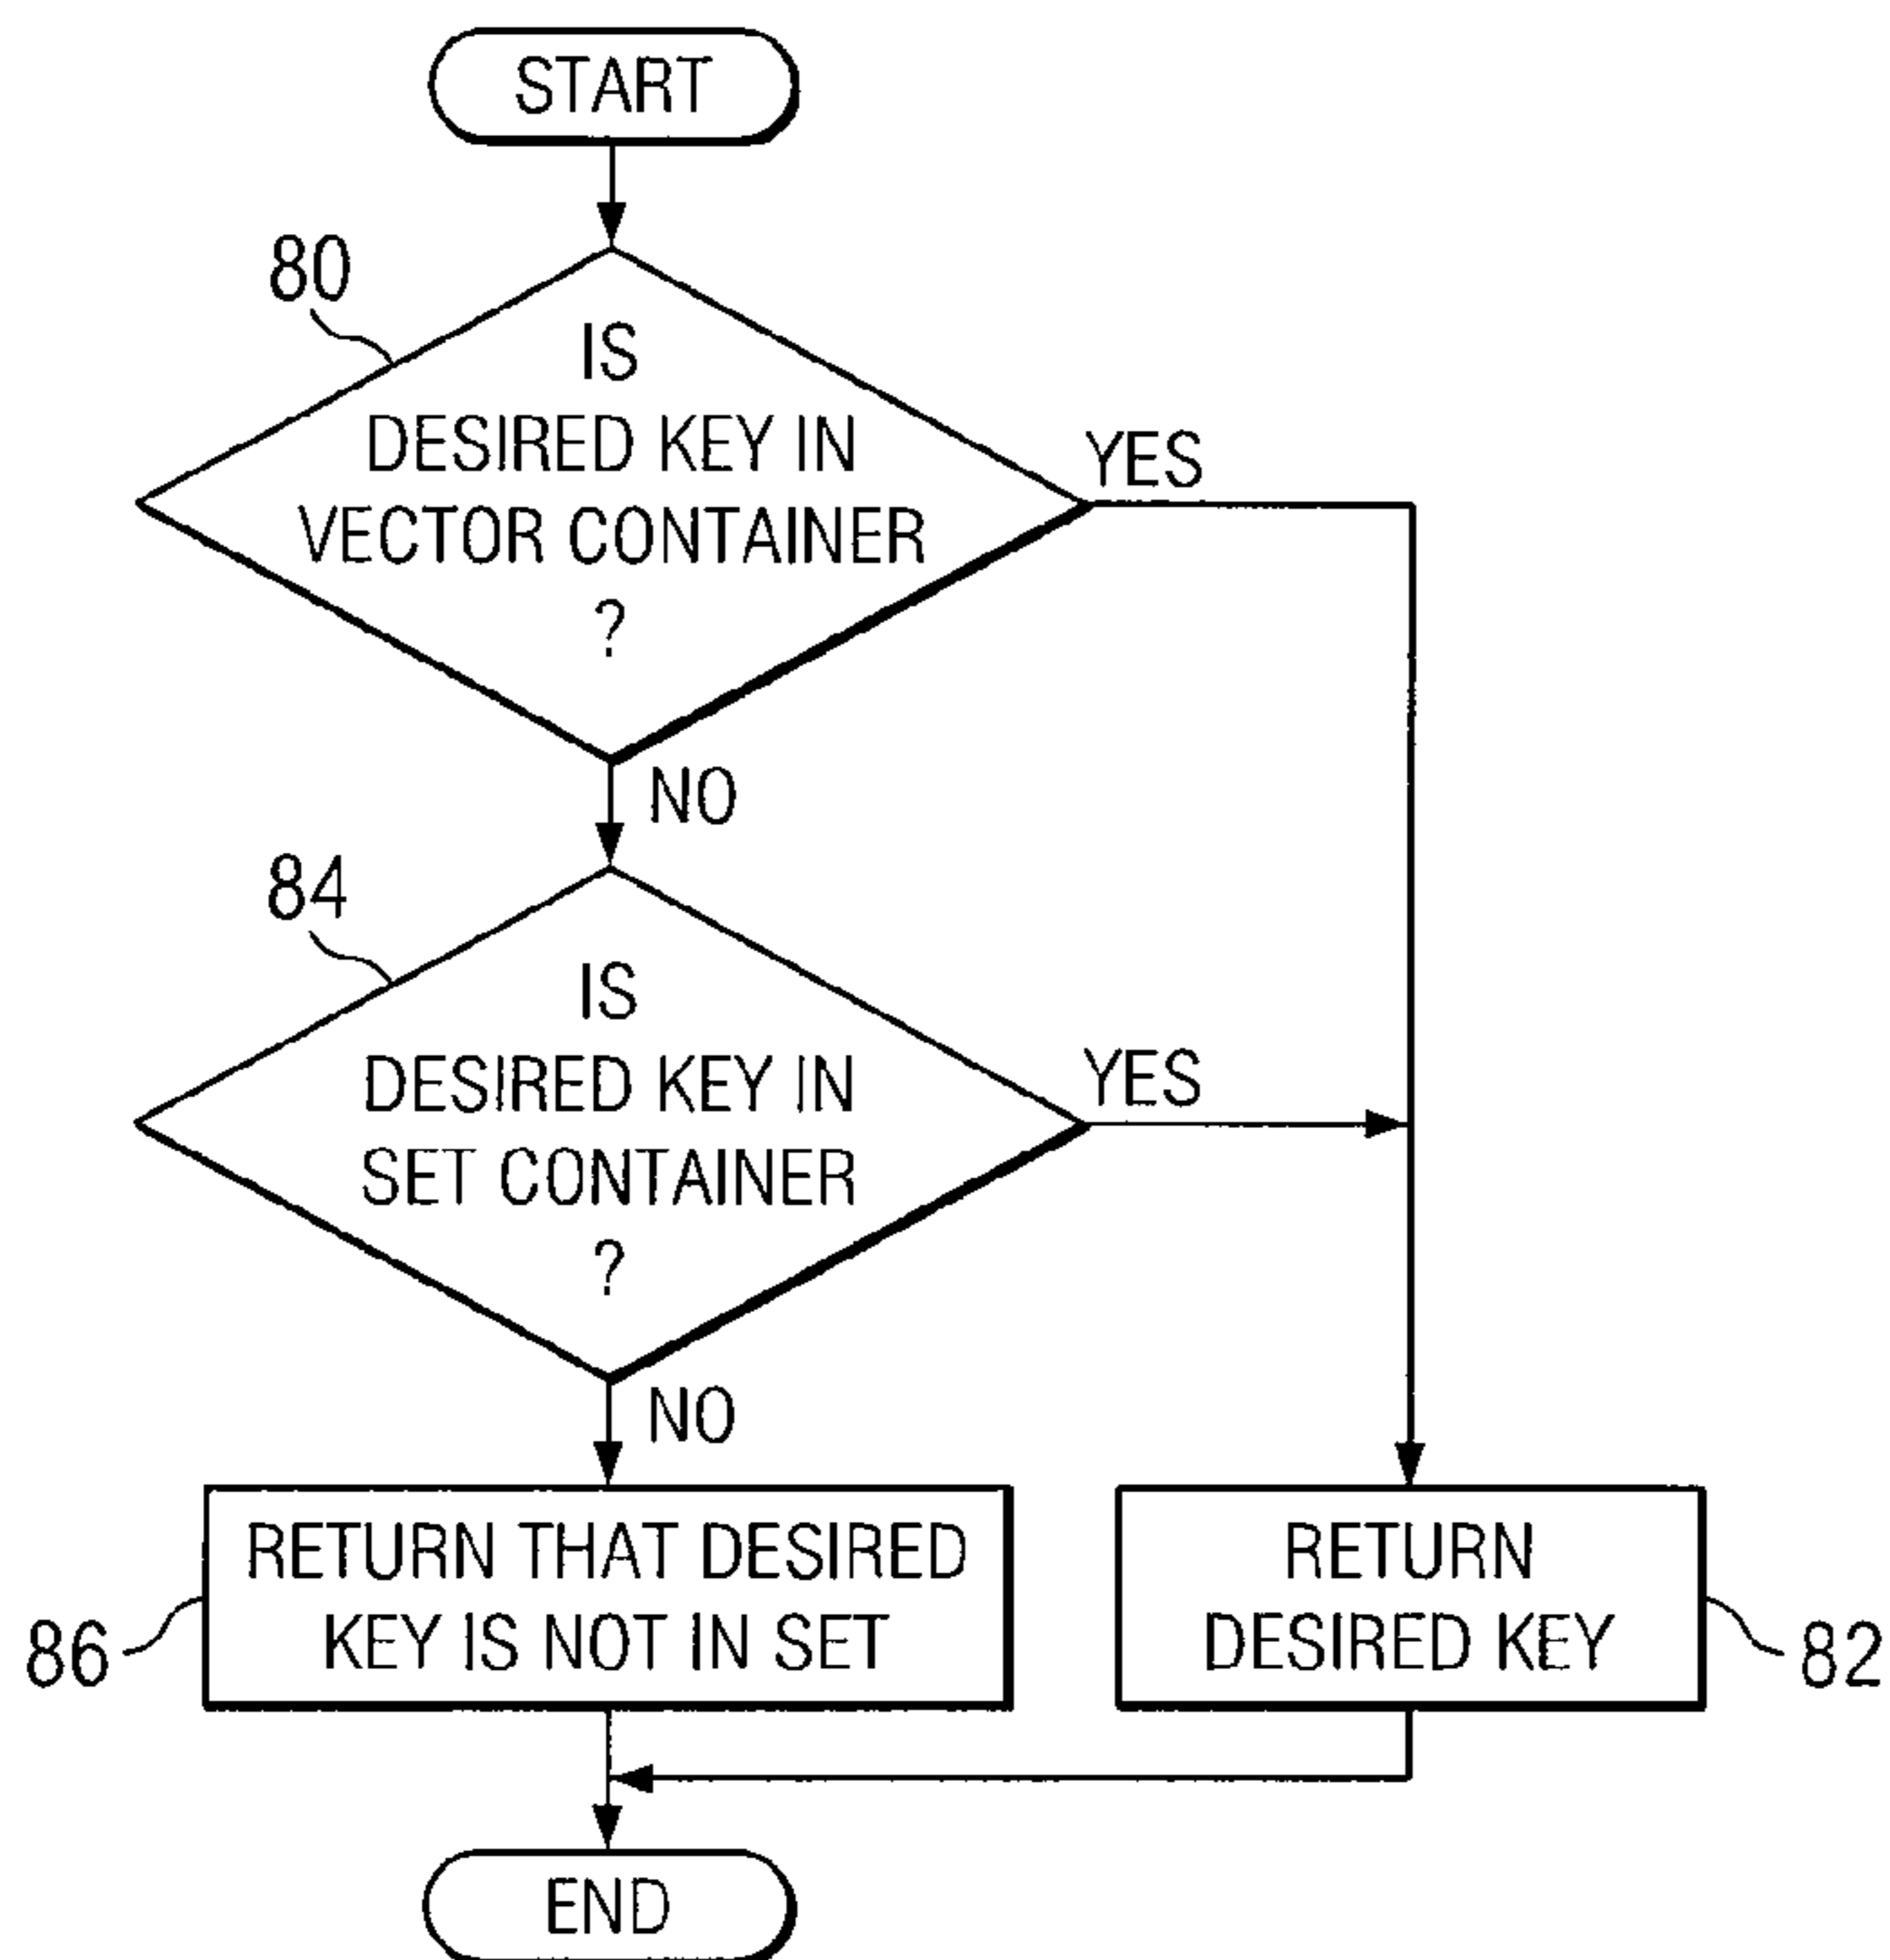 START
80
IS
DESIRED KEY IN
VECTOR CONTAINER
?
YES
NO
84
IS
DESIRED KEY IN
SET CONTAINER
?
YES
NO
RETURN THAT DESIRED
KEY IS NOT IN SET
86
RETURN
DESIRED KEY
82
END